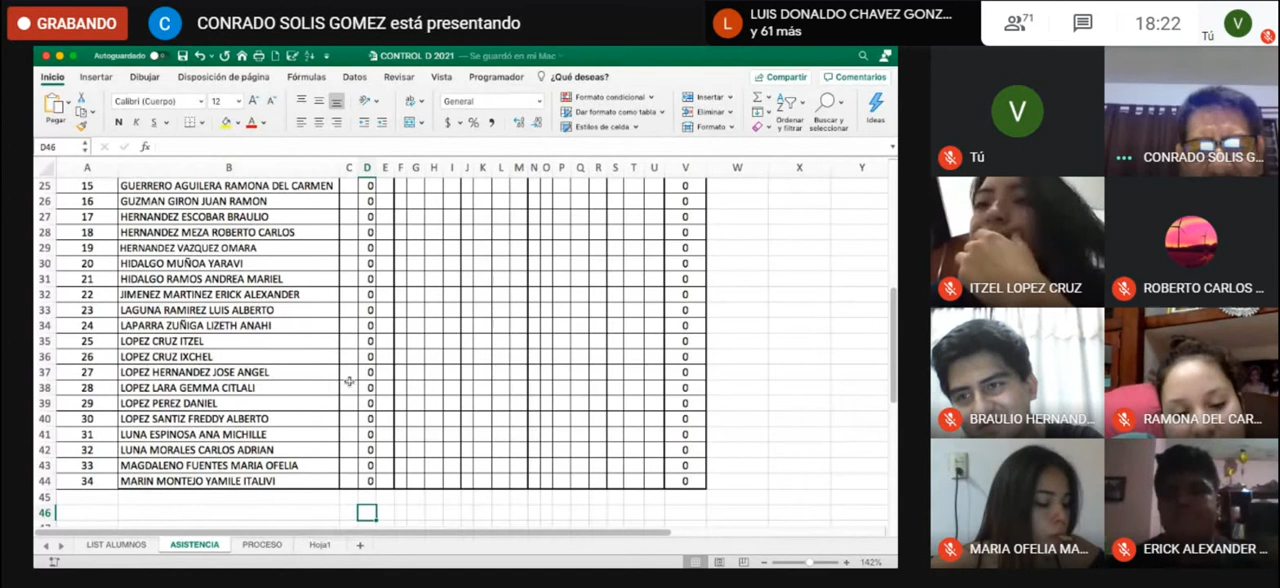 GRABANDO
C
CONRADO SOLIS GOMEZ está presentando
L
LUIS DONALDO CHAVEZ GONZ...
y 61 más
71
18:22
Tú
V
Autoguardado
CONTROL D 2021 — Se guardó en mi Mac
Inicio Insertar Dibujar Disposición de página Fórmulas Datos Revisar Vista Programador ¿Qué deseas? Compartir Comentarios
Pegar
Calibri (Cuerpo) 12
General
N K S
Formato condicional
Dar formato como tabla
Estilos de celda
Insertar
Eliminar
Formato
Ordenar y filtrar
Buscar y seleccionar
Ideas
D46 fx
A B C D E F G H I J K L M N O P Q R S T U V W X Y
25 15 GUERRERO AGUILERA RAMONA DEL CARMEN 0 0
26 16 GUZMAN GIRON JUAN RAMON 0 0
27 17 HERNANDEZ ESCOBAR BRAULIO 0 0
28 18 HERNANDEZ MEZA ROBERTO CARLOS 0 0
29 19 HERNANDEZ VAZQUEZ OMARA 0 0
30 20 HIDALGO MUÑOA YARAVI 0 0
31 21 HIDALGO RAMOS ANDREA MARIEL 0 0
32 22 JIMENEZ MARTINEZ ERICK ALEXANDER 0 0
33 23 LAGUNA RAMIREZ LUIS ALBERTO 0 0
34 24 LAPARRA ZUÑIGA LIZETH ANAHI 0 0
35 25 LOPEZ CRUZ ITZEL 0 0
36 26 LOPEZ CRUZ IXCHEL 0 0
37 27 LOPEZ HERNANDEZ JOSE ANGEL 0 0
38 28 LOPEZ LARA GEMMA CITLALI 0 0
39 29 LOPEZ PEREZ DANIEL 0 0
40 30 LOPEZ SANTIZ FREDDY ALBERTO 0 0
41 31 LUNA ESPINOSA ANA MICHILLE 0 0
42 32 LUNA MORALES CARLOS ADRIAN 0 0
43 33 MAGDALENO FUENTES MARIA OFELIA 0 0
44 34 MARIN MONTEJO YAMILE ITALIVI 0 0
45
46
LIST ALUMNOS ASISTENCIA PROCESO Hoja1 +
142%
V
Tú
CONRADO SOLIS G...
ITZEL LOPEZ CRUZ
ROBERTO CARLOS ...
BRAULIO HERNAND...
RAMONA DEL CAR...
MARIA OFELIA MA...
ERICK ALEXANDER ...